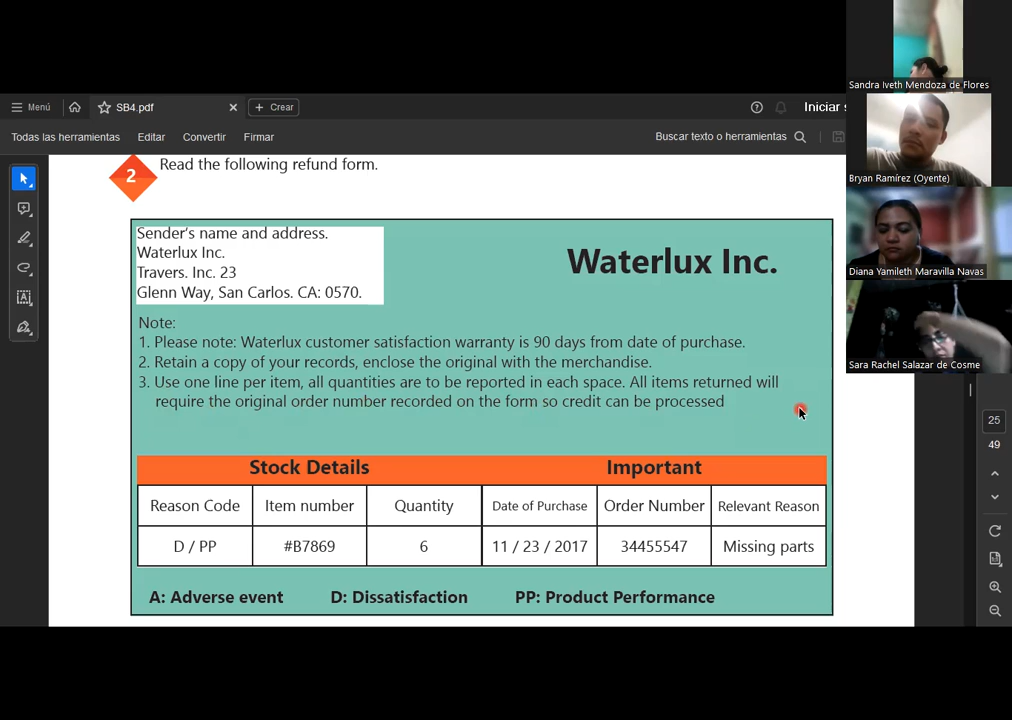 Sandra Iveth Mendoza de Flores
Menú
SB4.pdf
Crear
Iniciar s
Todas las herramientas
Editar
Convertir
Firmar
Buscar texto o herramientas
Bryan Ramírez (Oyente)
2
Read the following refund form.
Sender's name and address.
Waterlux Inc.
Travers. Inc. 23
Glenn Way, San Carlos. CA: 0570.
Waterlux Inc.
Diana Yamileth Maravilla Navas
Note:
1. Please note: Waterlux customer satisfaction warranty is 90 days from date of purchase.
2. Retain a copy of your records, enclose the original with the merchandise.
3. Use one line per item, all quantities are to be reported in each space. All items returned will
require the original order number recorded on the form so credit can be processed
Sara Rachel Salazar de Cosme
25
49
Stock Details Important
Reason Code Item number Quantity Date of Purchase Order Number Relevant Reason
D / PP #B7869 6 11 / 23 / 2017 34455547 Missing parts
A: Adverse event D: Dissatisfaction PP: Product Performance